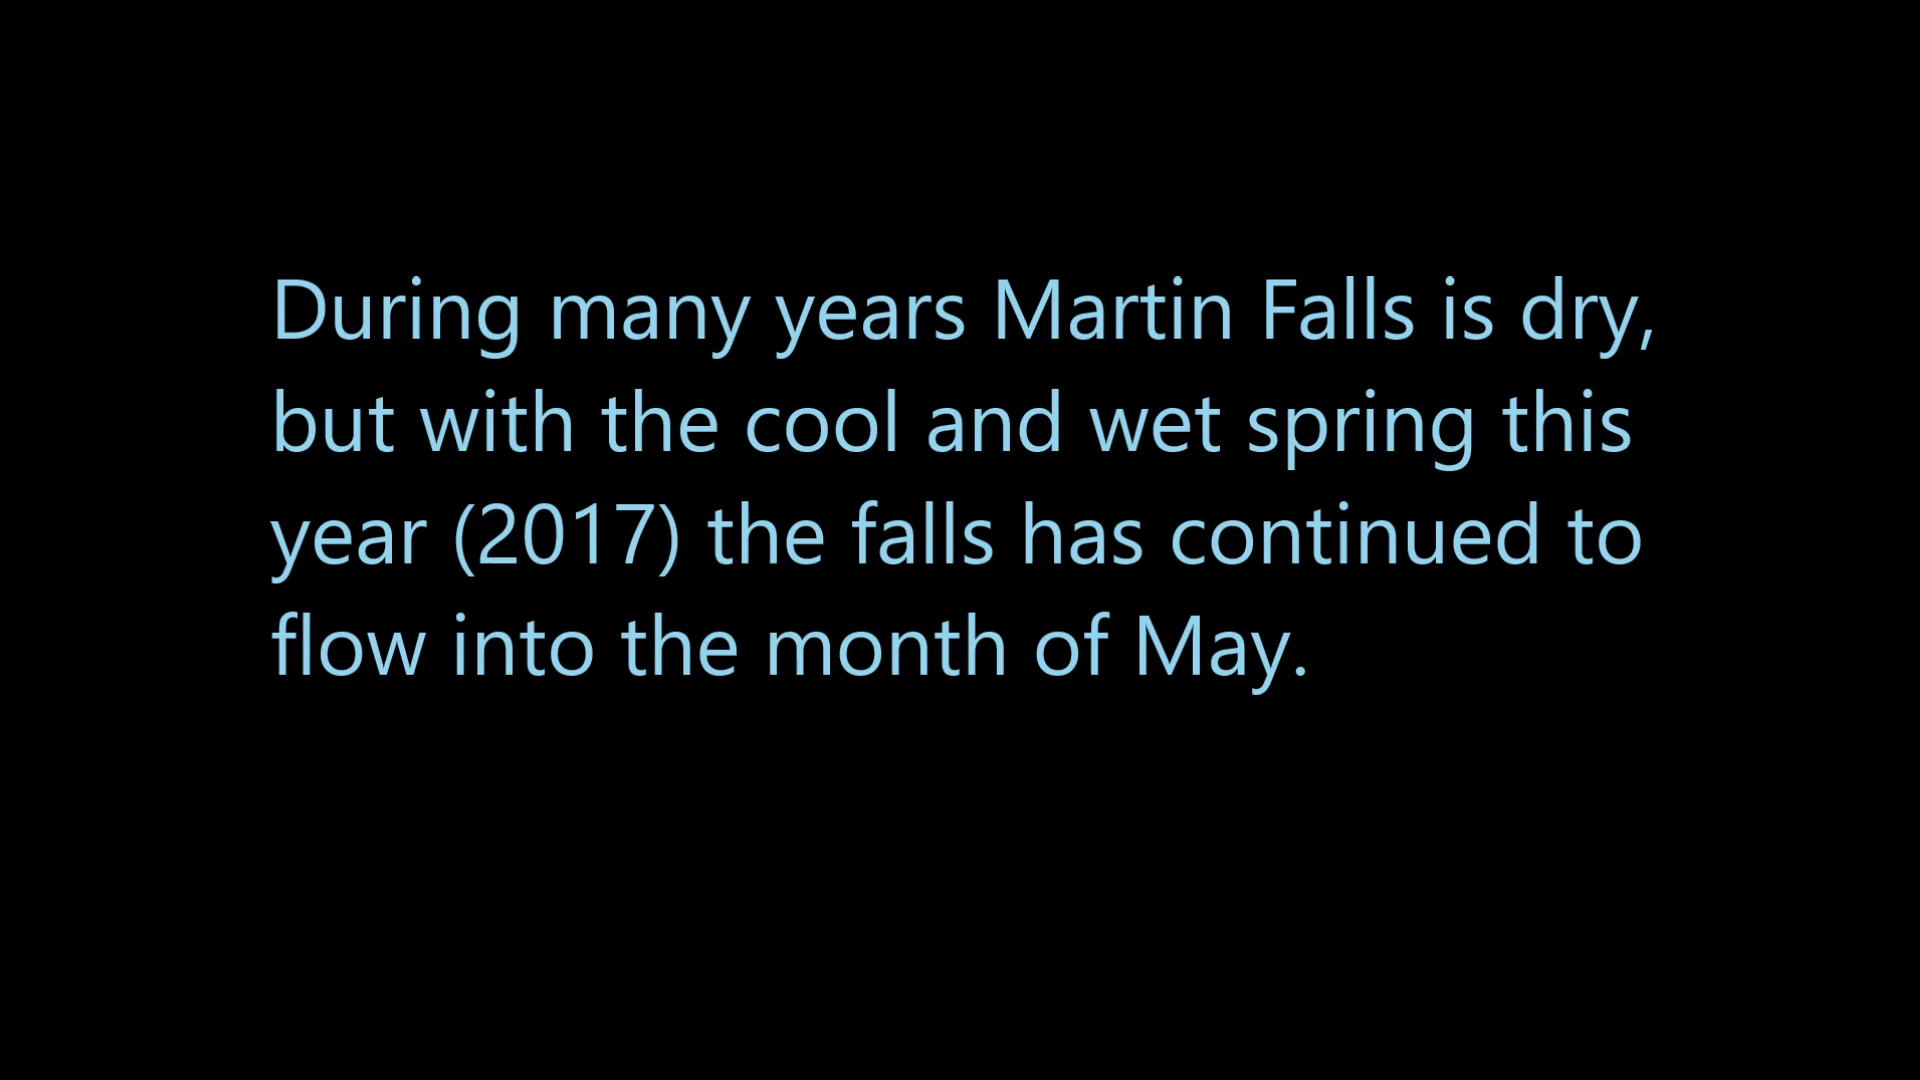 During many years Martin Falls is dry,
but with the cool and wet spring this
year (2017) the falls has continued to
flow into the month of May.